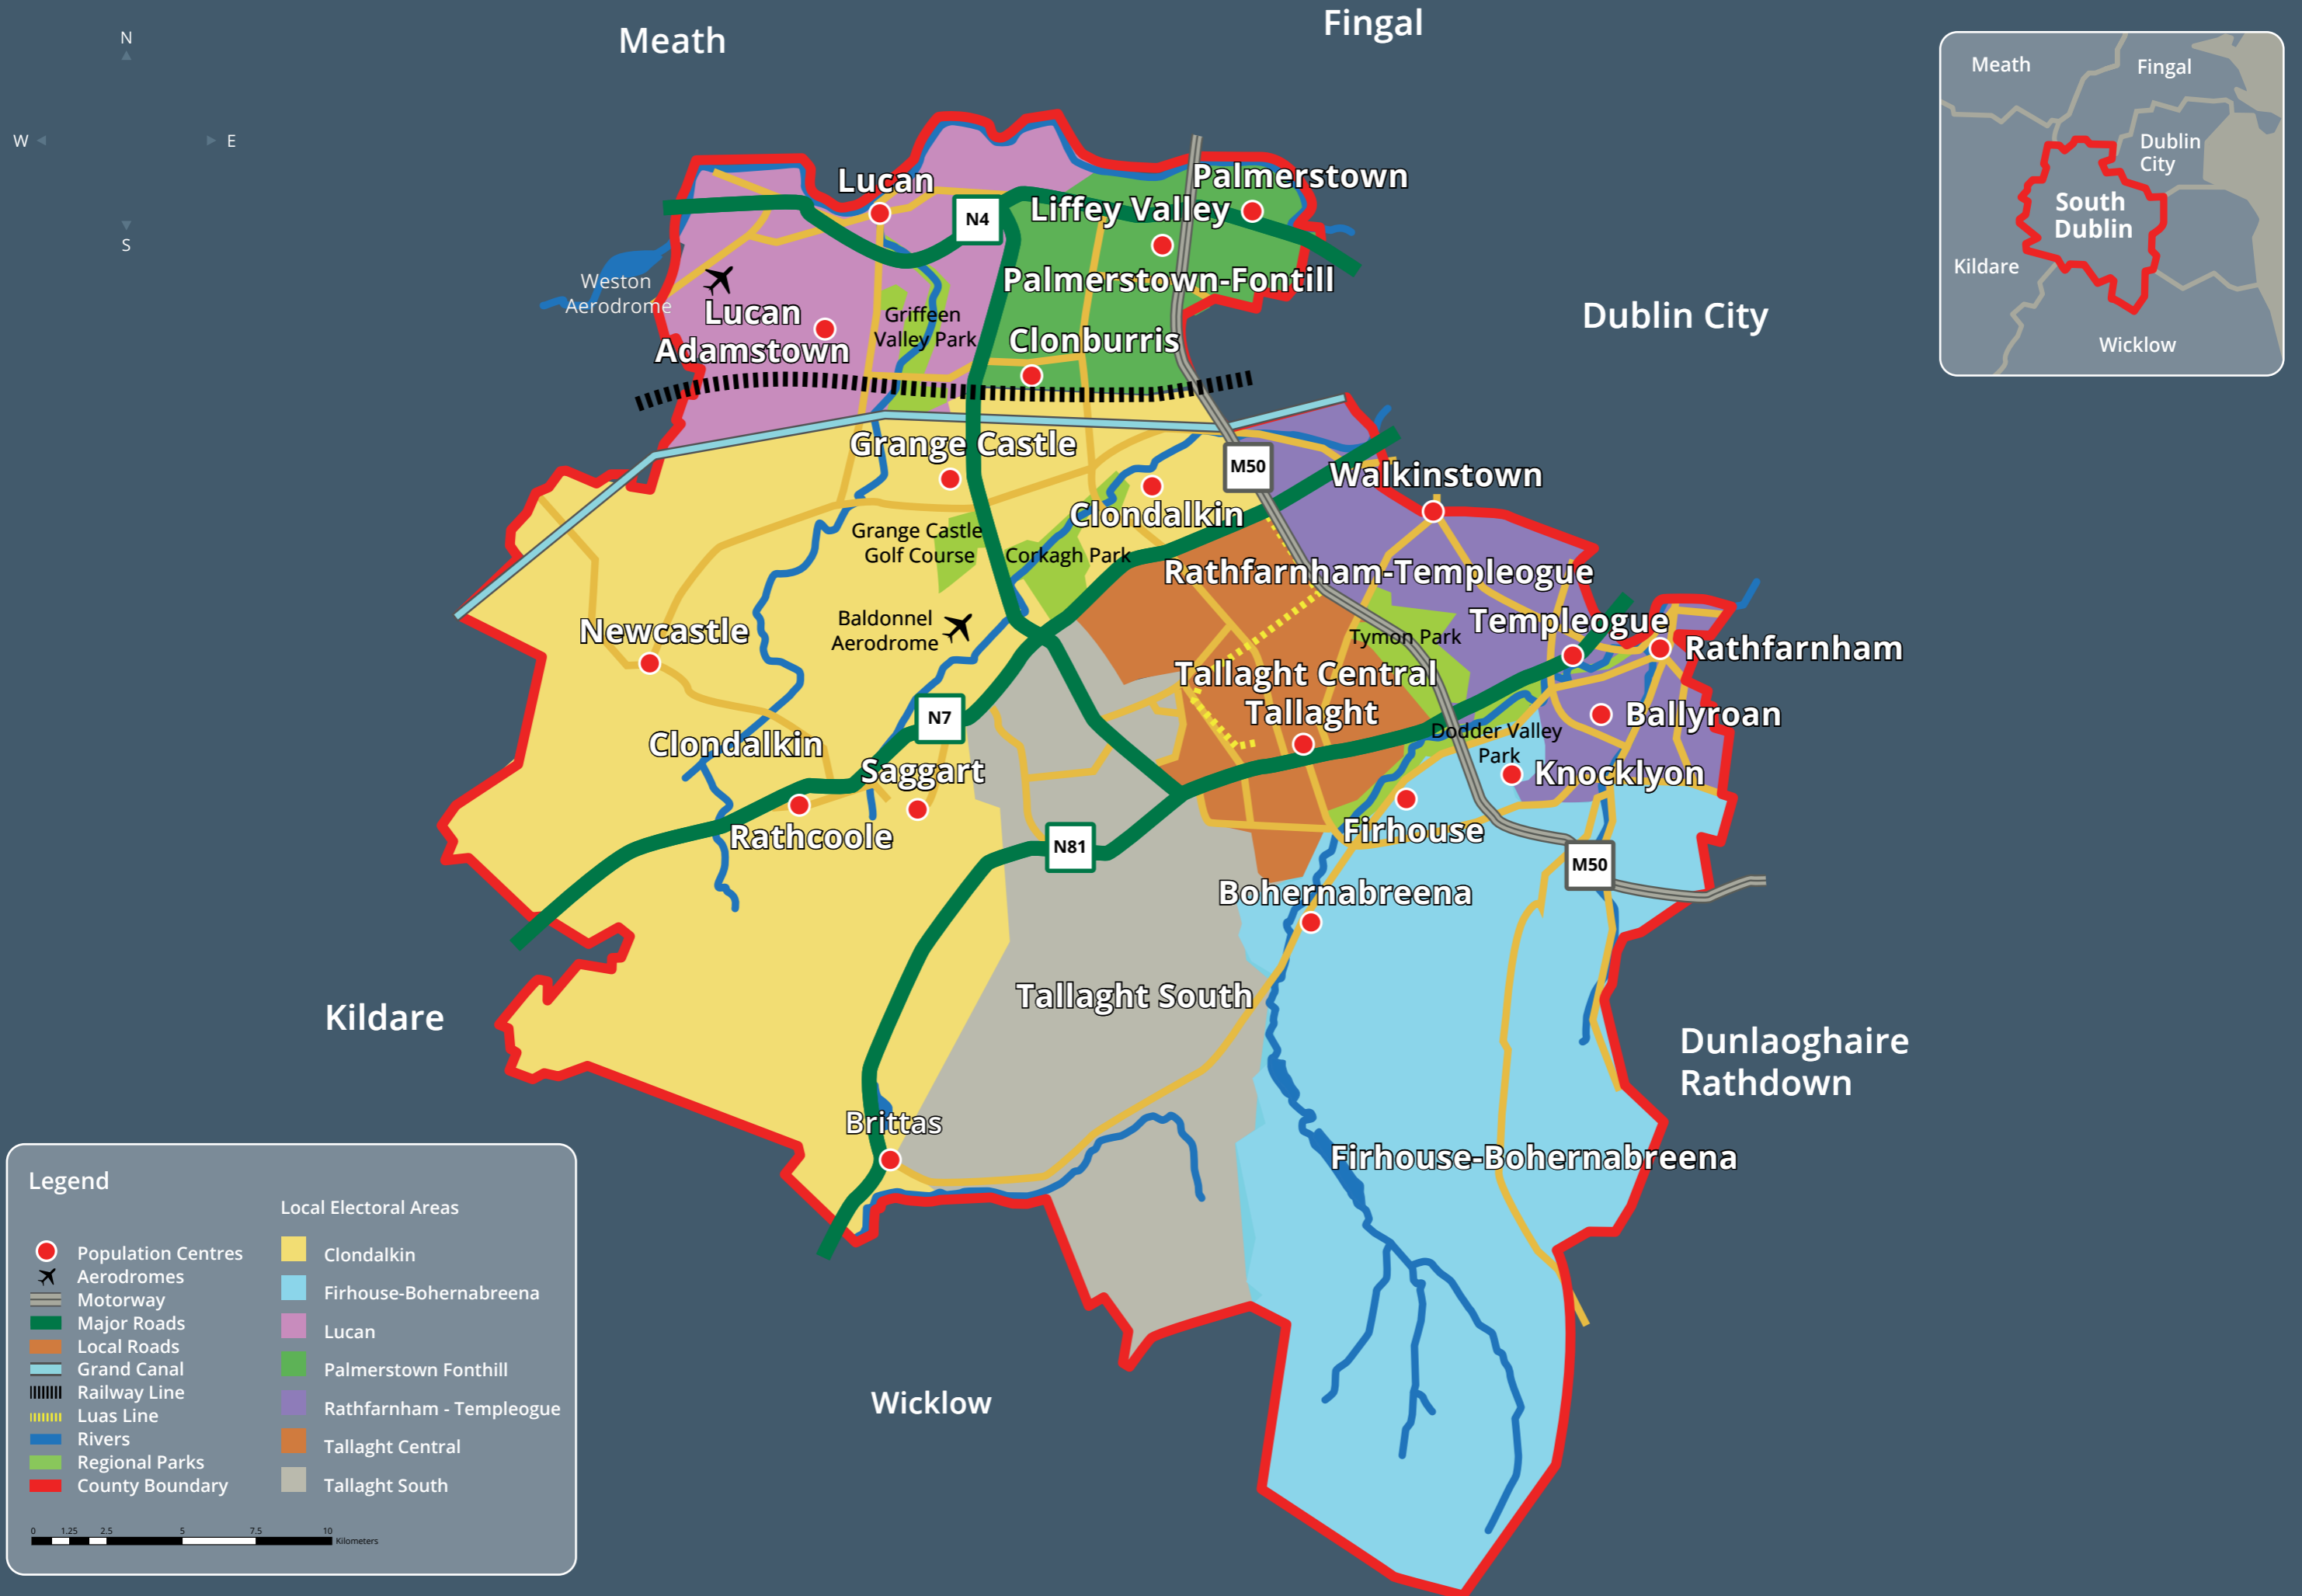 Meath
Fingal
N
W
E
S
Meath
Fingal
Dublin
City
South
Dublin
Kildare
Wicklow
Lucan
Palmerstown
N4
Liffey Valley
Weston
Aerodrome
Palmerstown-Fontill
Lucan
Griffeen
Valley Park
Dublin City
Adamstown
Clonburris
Grange Castle
M50
Walkinstown
Clondalkin
Grange Castle
Golf Course
Corkagh Park
Rathfarnham-Templeogue
Baldonnel
Aerodrome
Newcastle
Tymon Park
Templeogue
Rathfarnham
Tallaght Central
Tallaght
N7
Ballyroan
Dodder Valley
Park
Clondalkin
Saggart
Knocklyon
Rathcoole
N81
Firhouse
M50
Bohernabreena
Tallaght South
Kildare
Dunlaoghaire
Rathdown
Brittas
Firhouse-Bohernabreena
Wicklow
Legend
Population Centres
Aerodromes
Motorway
Major Roads
Local Roads
Grand Canal
Railway Line
Luas Line
Rivers
Regional Parks
County Boundary
Local Electoral Areas
Clondalkin
Firhouse-Bohernabreena
Lucan
Palmerstown Fonthill
Rathfarnham - Templeogue
Tallaght Central
Tallaght South
0 1.25 2.5 5 7.5 10
Kilometers